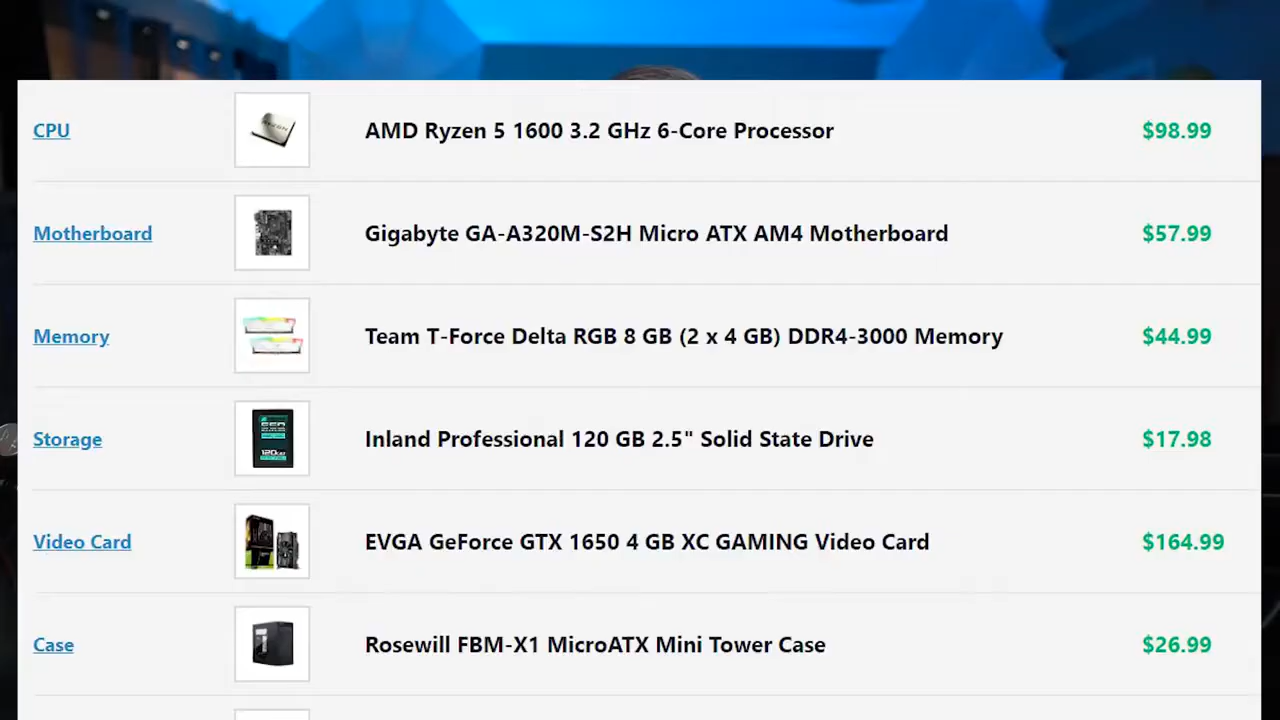 CPU AMD Ryzen 5 1600 3.2 GHz 6-Core Processor $98.99
Motherboard Gigabyte GA-A320M-S2H Micro ATX AM4 Motherboard $57.99
Memory Team T-Force Delta RGB 8 GB (2 x 4 GB) DDR4-3000 Memory $44.99
Storage Inland Professional 120 GB 2.5" Solid State Drive $17.98
Video Card EVGA GeForce GTX 1650 4 GB XC GAMING Video Card $164.99
Case Rosewill FBM-X1 MicroATX Mini Tower Case $26.99